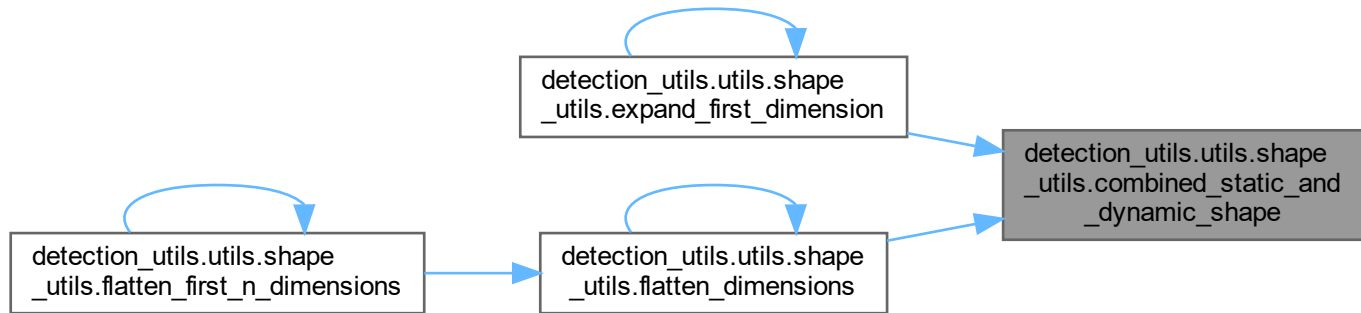 detection_utils.utils.shape
_utils.expand_first_dimension
detection_utils.utils.shape
_utils.combined_static_and
_dynamic_shape
detection_utils.utils.shape
_utils.flatten_first_n_dimensions
detection_utils.utils.shape
_utils.flatten_dimensions